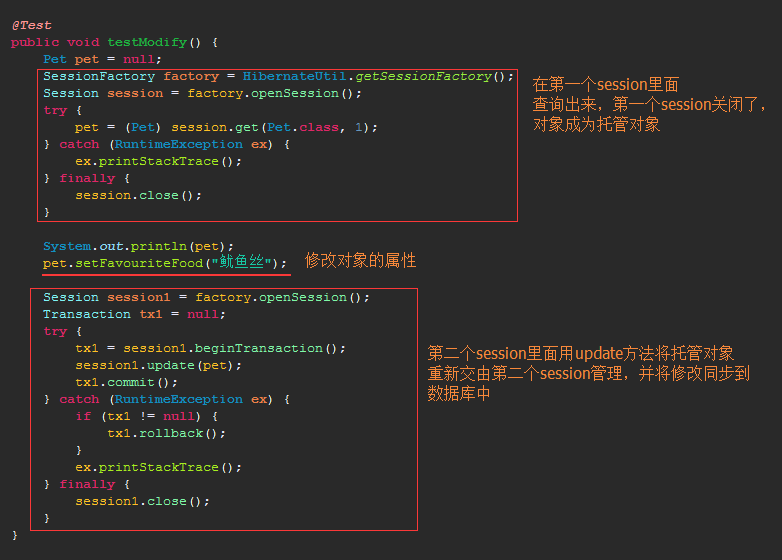 @Test
public void testModify() {
Pet pet = null;
SessionFactory factory = HibernateUtil.getSessionFactory();
Session session = factory.openSession();
try {
pet = (Pet) session.get(Pet.class, 1);
} catch (RuntimeException ex) {
ex.printStackTrace();
} finally {
session.close();
}
在第一个session里面
查询出来，第一个session关闭了，
对象成为托管对象
System.out.println(pet);
pet.setFavouriteFood("鱿鱼丝");
修改对象的属性
Session session1 = factory.openSession();
Transaction tx1 = null;
try {
tx1 = session1.beginTransaction();
session1.update(pet);
tx1.commit();
} catch (RuntimeException ex) {
if (tx1 != null) {
tx1.rollback();
}
ex.printStackTrace();
} finally {
session1.close();
}
}
第二个session里面用update方法将托管对象
重新交由第二个session管理，并将修改同步到
数据库中